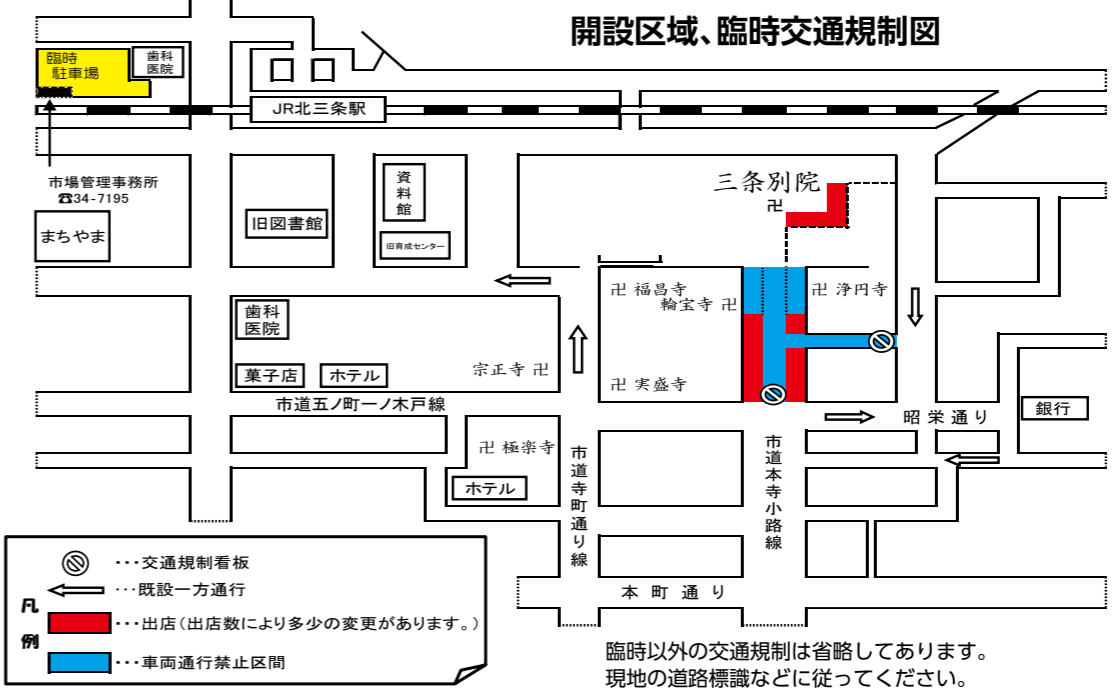 開設区域、臨時交通規制図
臨時
駐車場
歯科
医院
JR北三条駅
市場管理事務所
☎34-7195
まちやま
旧図書館
資料館
旧育成センター
三条別院
卍
卍 福昌寺
輪宝寺 卍
卍 浄円寺
歯科
医院
菓子店
ホテル
宗正寺 卍
卍 実盛寺
市道五ノ町一ノ木戸線
昭栄通り
銀行
卍 極楽寺
ホテル
市道寺町通り線
市道本寺小路線
本町通り
凡例
・・・交通規制看板
・・・既設一方通行
・・・出店(出店数により多少の変更があります。)
・・・車両通行禁止区間
臨時以外の交通規制は省略してあります。
現地の道路標識などに従ってください。